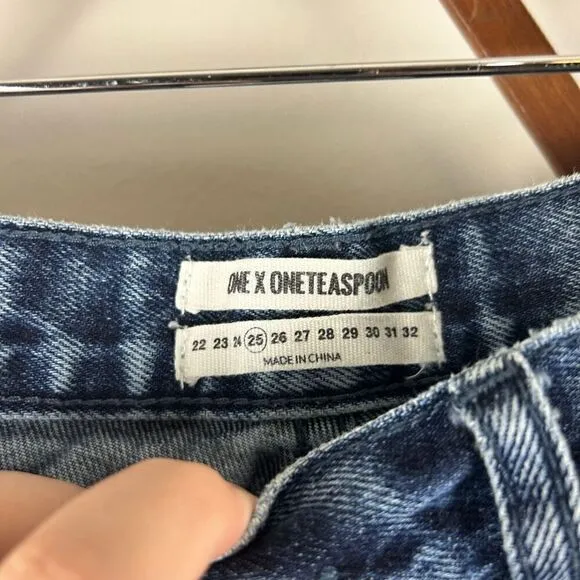 ONE X ONETEASPOON
22 23 24 25 26 27 28 29 30 31 32
MADE IN CHINA